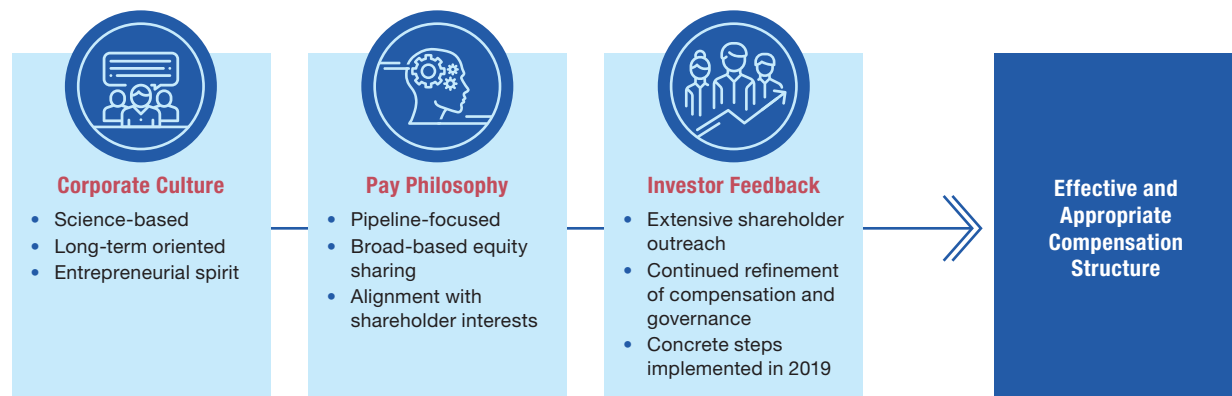 Corporate Culture
• Science-based
• Long-term oriented
• Entrepreneurial spirit
Pay Philosophy
• Pipeline-focused
• Broad-based equity
sharing
• Alignment with
shareholder interests
Investor Feedback
• Extensive shareholder
outreach
• Continued refinement
of compensation and
governance
• Concrete steps
implemented in 2019
Effective and
Appropriate
Compensation
Structure